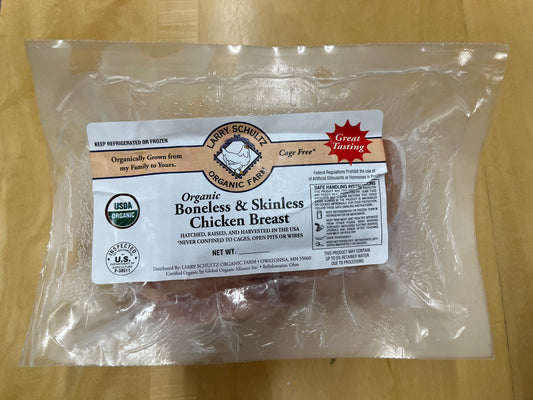 KEEP REFRIGERATED OR FROZEN
LARRY SCHULTZ
ORGANIC FARM
Organically Grown from
my Family to Yours.
Cage Free*
Great
Tasting
Federal Regulations Prohibit the use
of Artificial Stimulants or Hormones in
USDA
ORGANIC
Organic
Boneless & Skinless
Chicken Breast
HATCHED, RAISED, AND HARVESTED IN THE USA
*NEVER CONFINED TO CAGES, OPEN PITS OR WIRES
NET WT.
INSPECTED
U.S.
P-38511
Distributed by: LARRY SCHULTZ ORGANIC FARM • OWATONNA, MN 55060
Certified Organic by Global Organic Alliance Inc. • Bellefontaine, Ohio
SAFE HANDLING INSTRUCTIONS
THIS PRODUCT MAY CONTAIN
UP TO 5% RETAINED WATER
DUE TO PROCESSING.